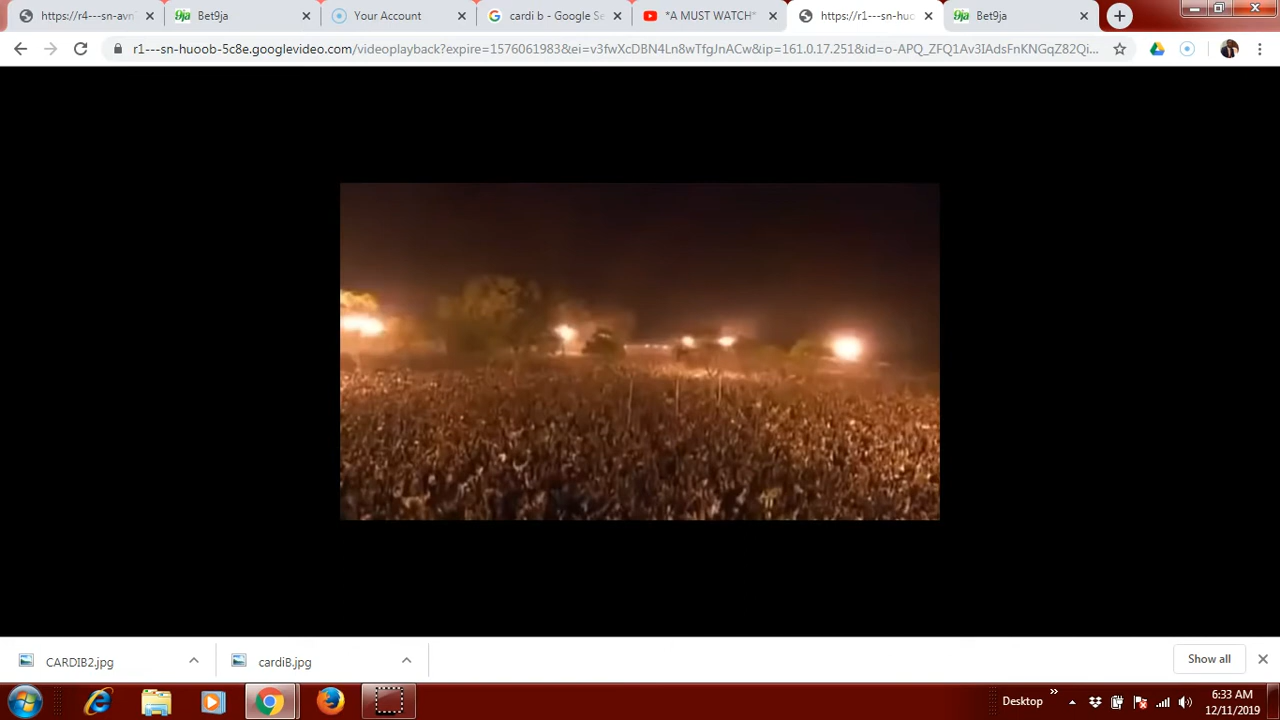 https://r4---sn-avn
Bet9ja
Your Account
cardi b - Google Se
*A MUST WATCH*
https://r1---sn-huo
Bet9ja
r1---sn-huoob-5c8e.googlevideo.com/videoplayback?expire=1576061983&ei=v3fwXcDBN4Ln8wTfgJnACw&ip=161.0.17.251&id=o-APQ_ZFQ1Av3IAdsFnKNGqZ82Qi...
CARDIB2.jpg
cardiB.jpg
Show all
Desktop
6:33 AM
12/11/2019